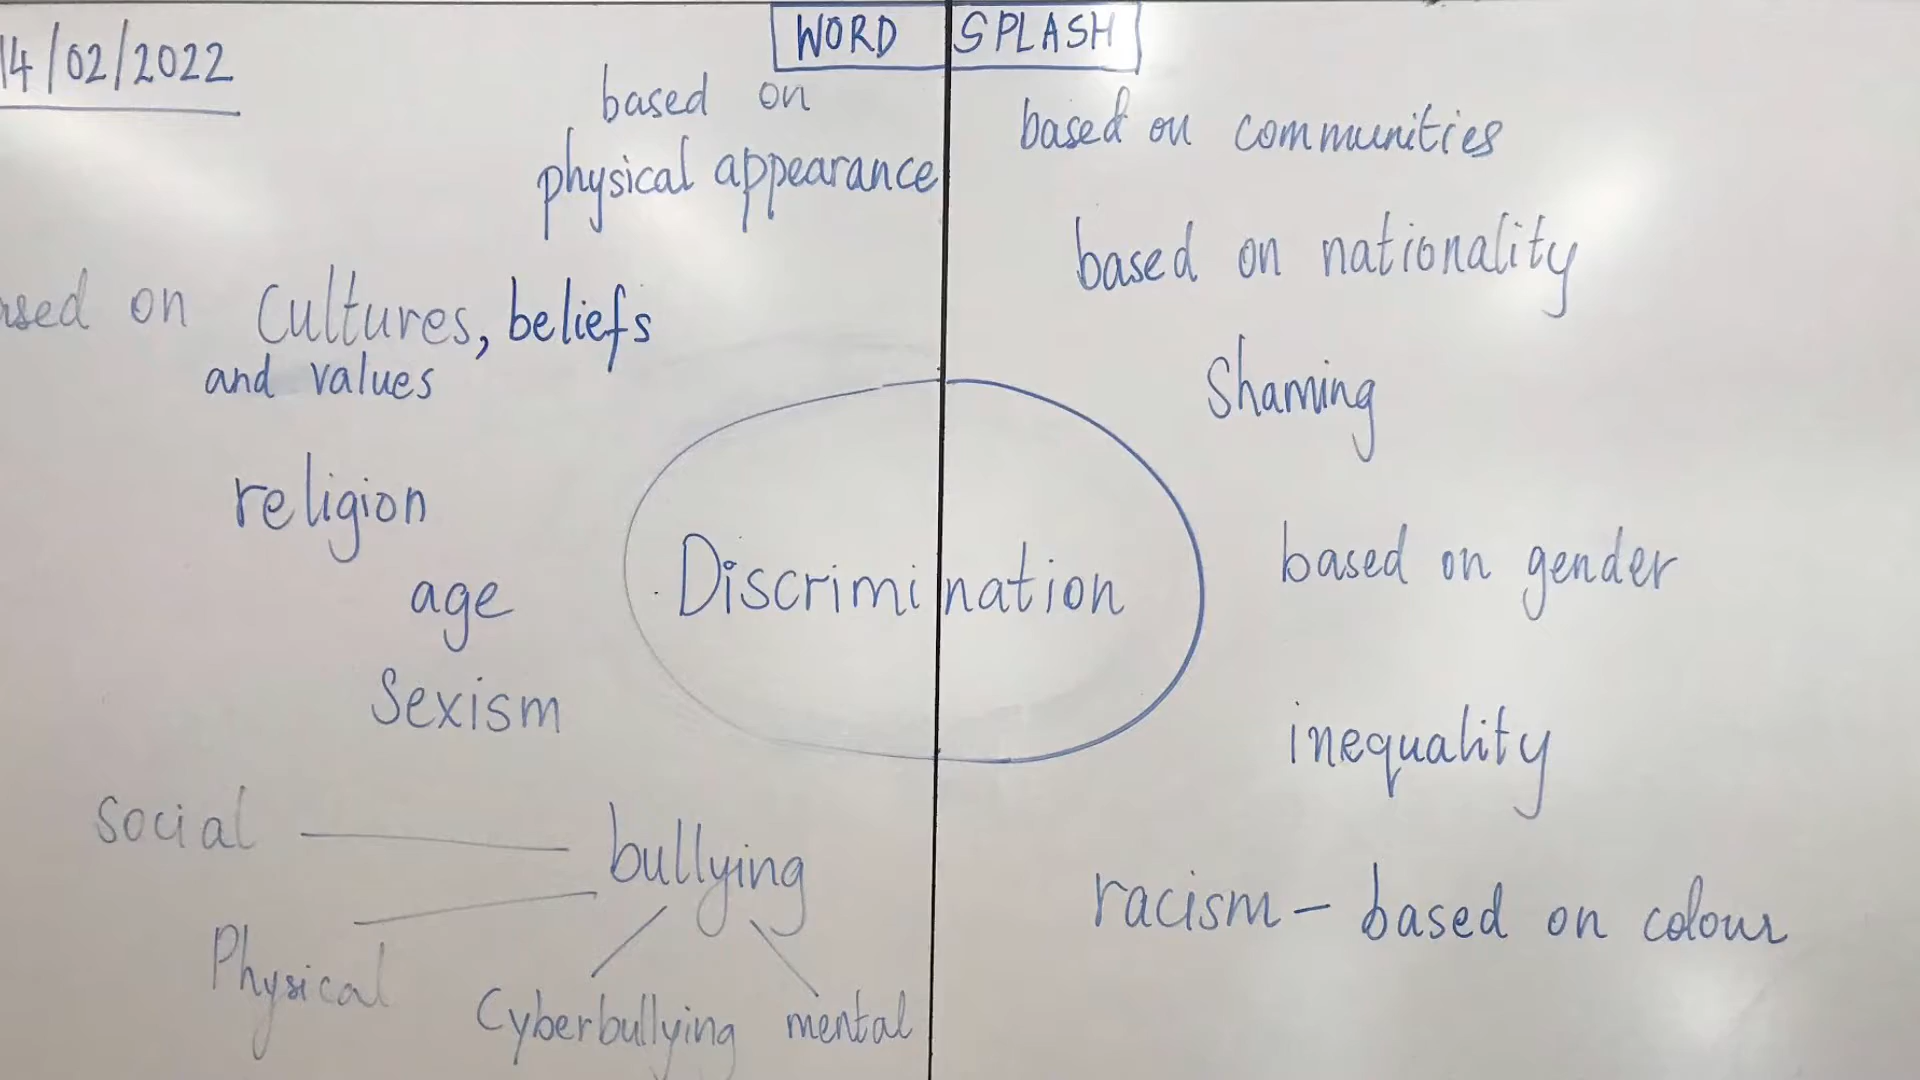 14/02/2022
WORD SPLASH
based on
physical appearance
based on communities
based on nationality
on Cultures, beliefs
and values
Shaming
religion
age
Discrimination
based on gender
Sexism
inequality
social
bullying
racism - based on colour
Physical
Cyberbullying
mental